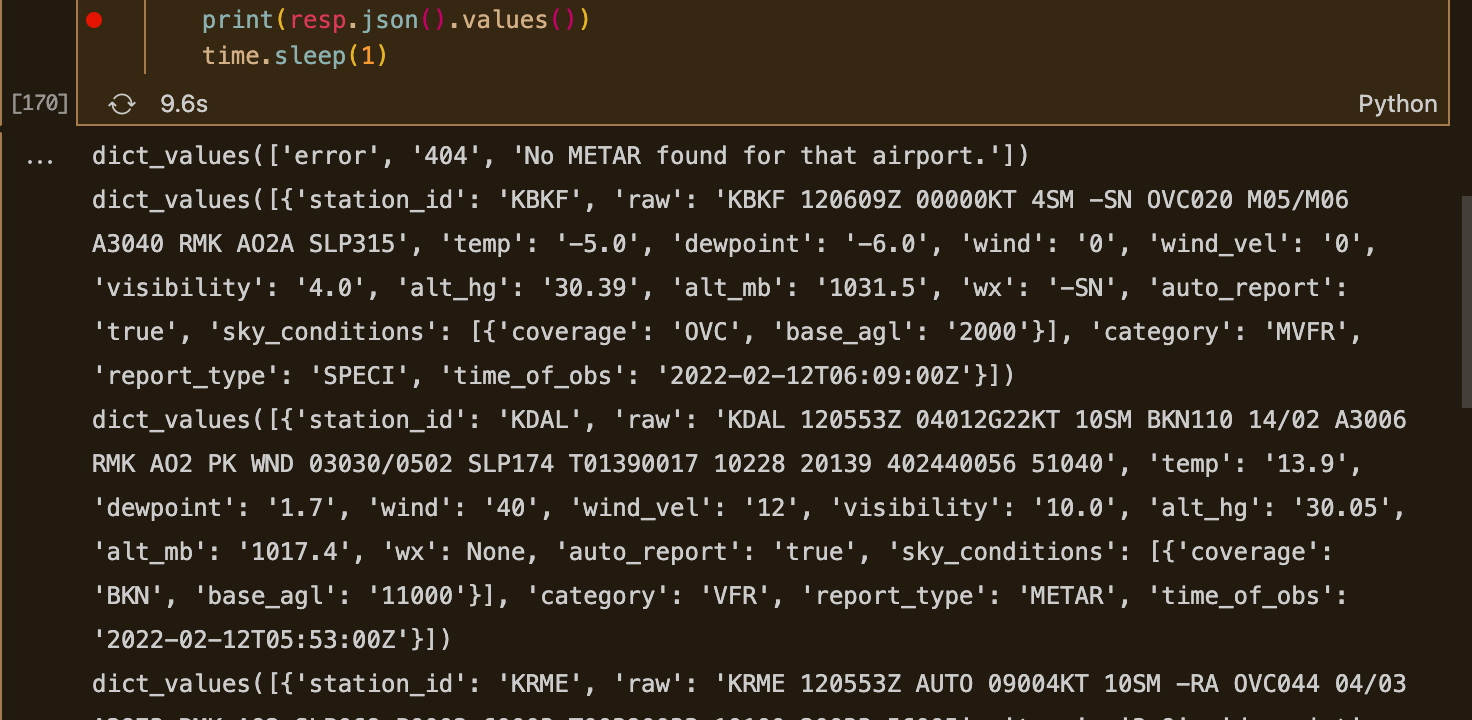 print(resp.json().values())
time.sleep(1)
[170] 9.6s Python
... dict_values(['error', '404', 'No METAR found for that airport.'])
dict_values([{'station_id': 'KBKF', 'raw': 'KBKF 120609Z 00000KT 4SM -SN OVC020 M05/M06
A3040 RMK AO2A SLP315', 'temp': '-5.0', 'dewpoint': '-6.0', 'wind': '0', 'wind_vel': '0',
'visibility': '4.0', 'alt_hg': '30.39', 'alt_mb': '1031.5', 'wx': '-SN', 'auto_report':
'true', 'sky_conditions': [{'coverage': 'OVC', 'base_agl': '2000'}], 'category': 'MVFR',
'report_type': 'SPECI', 'time_of_obs': '2022-02-12T06:09:00Z'}])
dict_values([{'station_id': 'KDAL', 'raw': 'KDAL 120553Z 04012G22KT 10SM BKN110 14/02 A3006
RMK AO2 PK WND 03030/0502 SLP174 T01390017 10228 20139 402440056 51040', 'temp': '13.9',
'dewpoint': '1.7', 'wind': '40', 'wind_vel': '12', 'visibility': '10.0', 'alt_hg': '30.05',
'alt_mb': '1017.4', 'wx': None, 'auto_report': 'true', 'sky_conditions': [{'coverage':
'BKN', 'base_agl': '11000'}], 'category': 'VFR', 'report_type': 'METAR', 'time_of_obs':
'2022-02-12T05:53:00Z'}])
dict_values([{'station_id': 'KRME', 'raw': 'KRME 120553Z AUTO 09004KT 10SM -RA OVC044 04/03